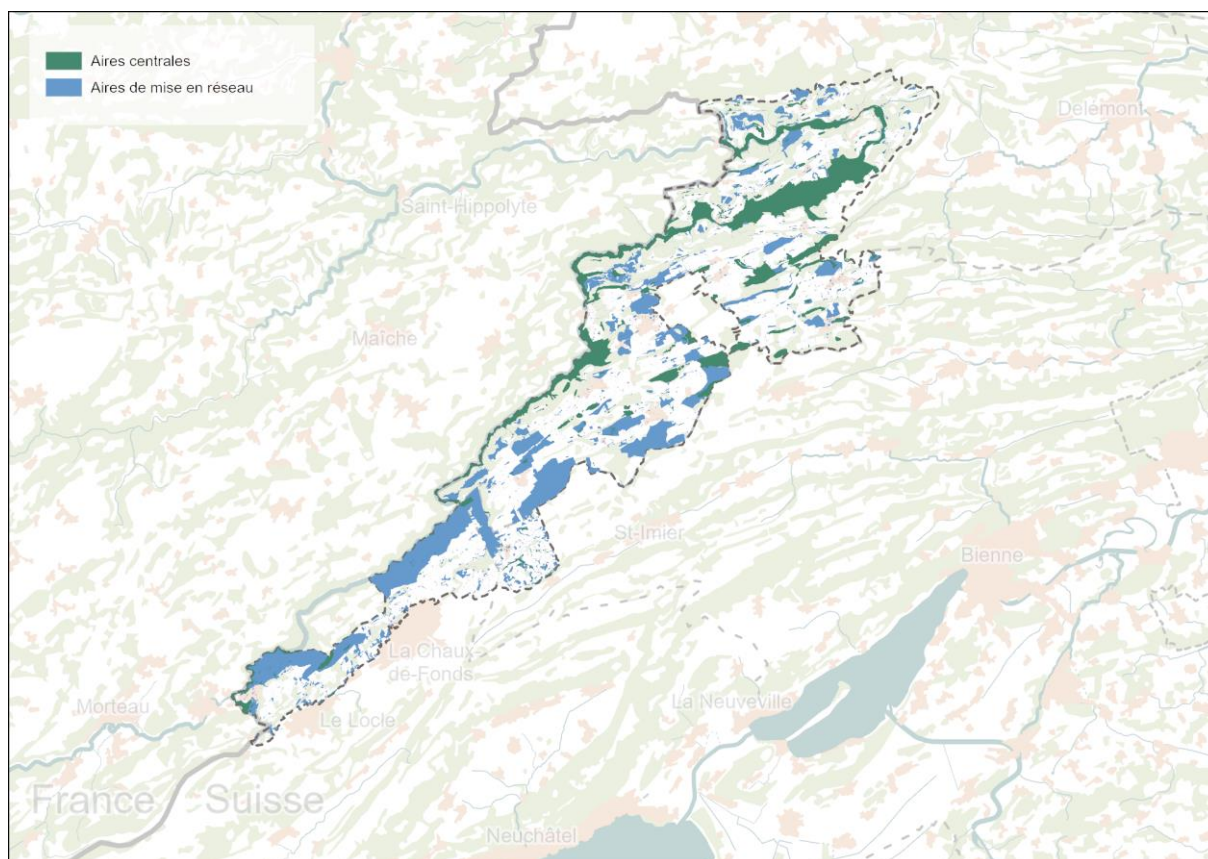 Aires centrales
Aires de mise en réseau
Delémont
Saint-Hippolyte
Maîche
St-Imier
Bienne
La Chaux-
de-Fonds
La Neuveville
Morteau
Le Locle
France Suisse
Neuchâtel